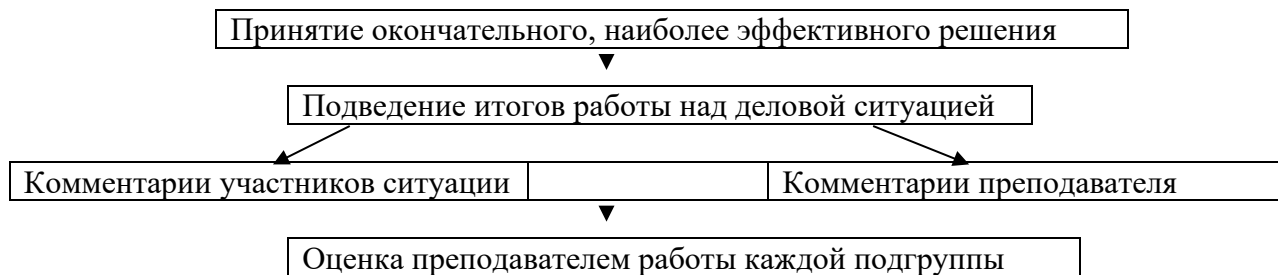 Принятие окончательного, наиболее эффективного решения
Подведение итогов работы над деловой ситуацией
Комментарии участников ситуации
Комментарии преподавателя
Оценка преподавателем работы каждой подгруппы